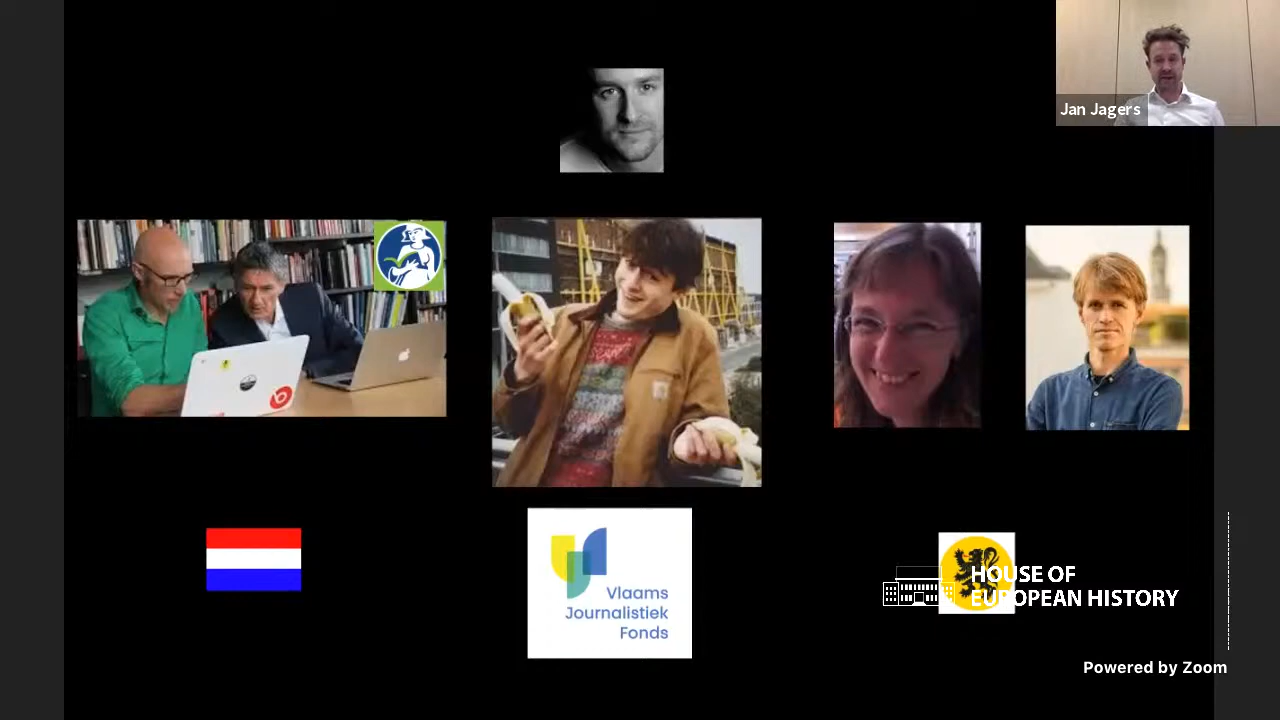 Jan Jagers
Vlaams
Journalistiek
Fonds
HOUSE OF
EUROPEAN HISTORY
Powered by Zoom